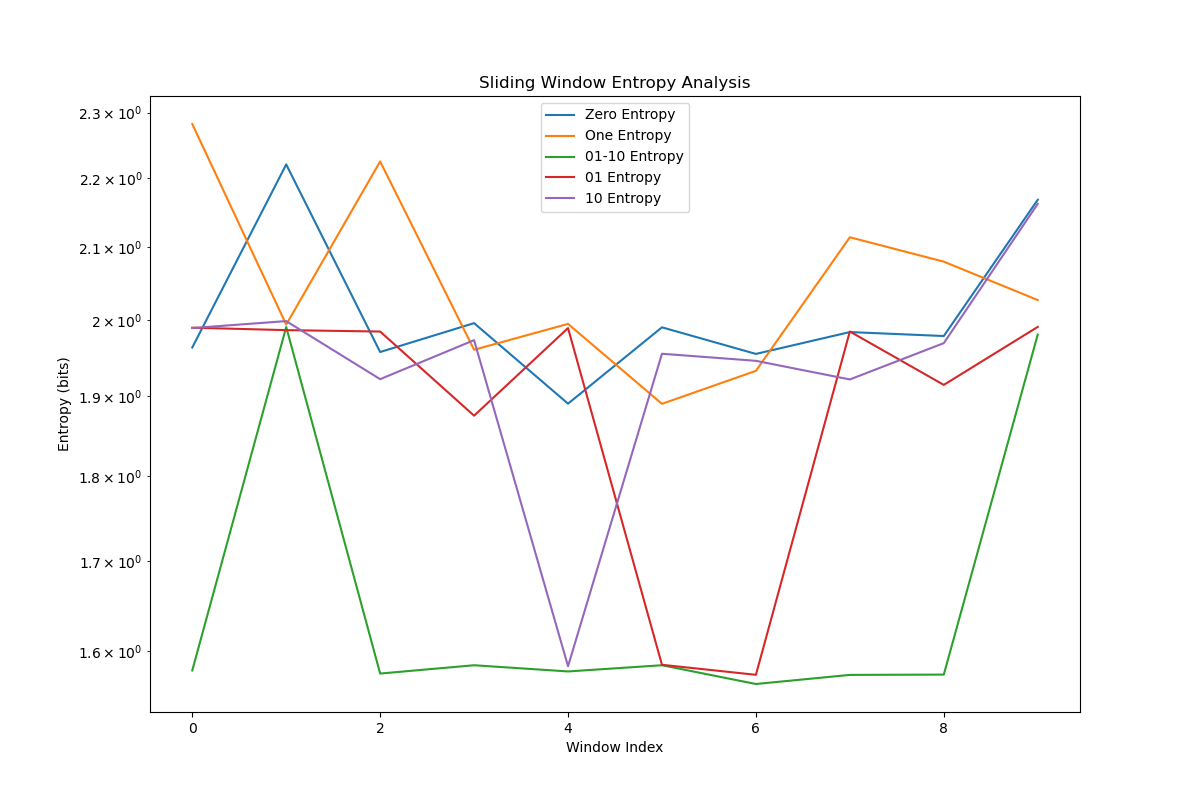 Sliding Window Entropy Analysis
Zero Entropy
One Entropy
01-10 Entropy
01 Entropy
10 Entropy
2.3 × 10⁰
2.2 × 10⁰
2.1 × 10⁰
2 × 10⁰
1.9 × 10⁰
1.8 × 10⁰
1.7 × 10⁰
1.6 × 10⁰
Entropy (bits)
0 2 4 6 8
Window Index